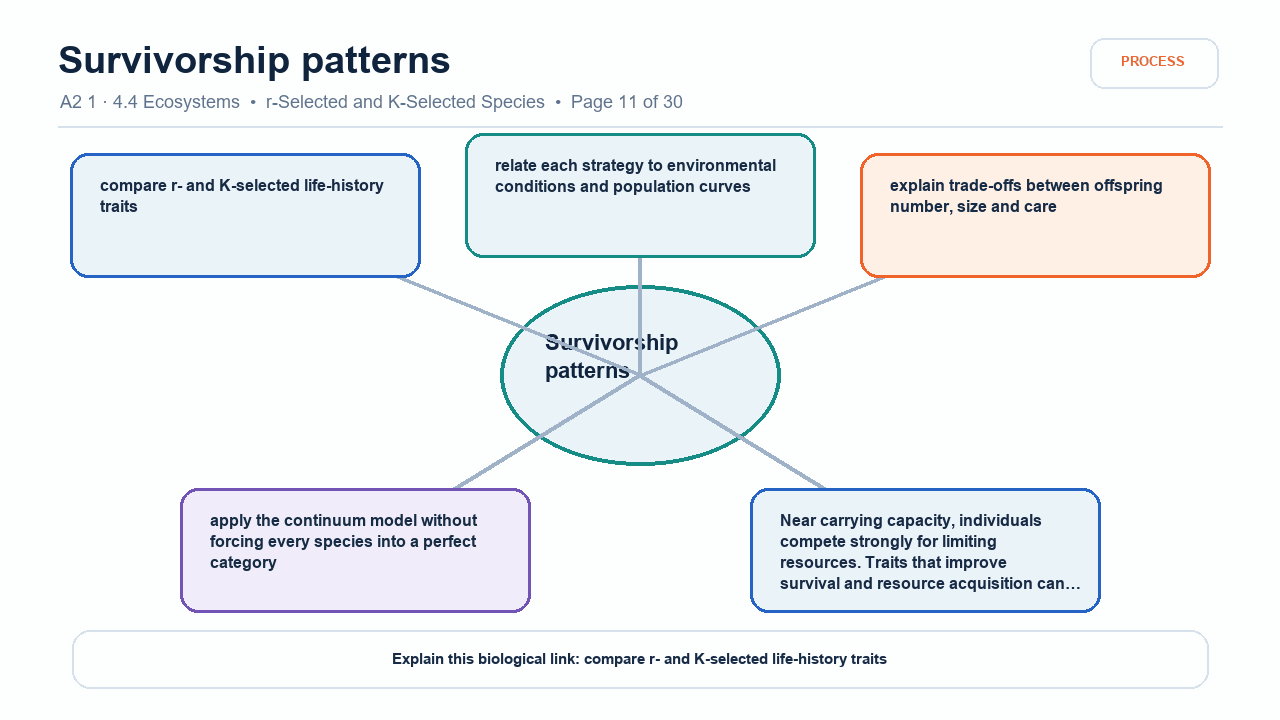 Survivorship patterns
PROCESS
A2 1 · 4.4 Ecosystems • r-Selected and K-Selected Species • Page 11 of 30
compare r- and K-selected life-history
traits
relate each strategy to environmental
conditions and population curves
explain trade-offs between offspring
number, size and care
Survivorship
patterns
apply the continuum model without
forcing every species into a perfect
category
Near carrying capacity, individuals
compete strongly for limiting
resources. Traits that improve
survival and resource acquisition can…
Explain this biological link: compare r- and K-selected life-history traits